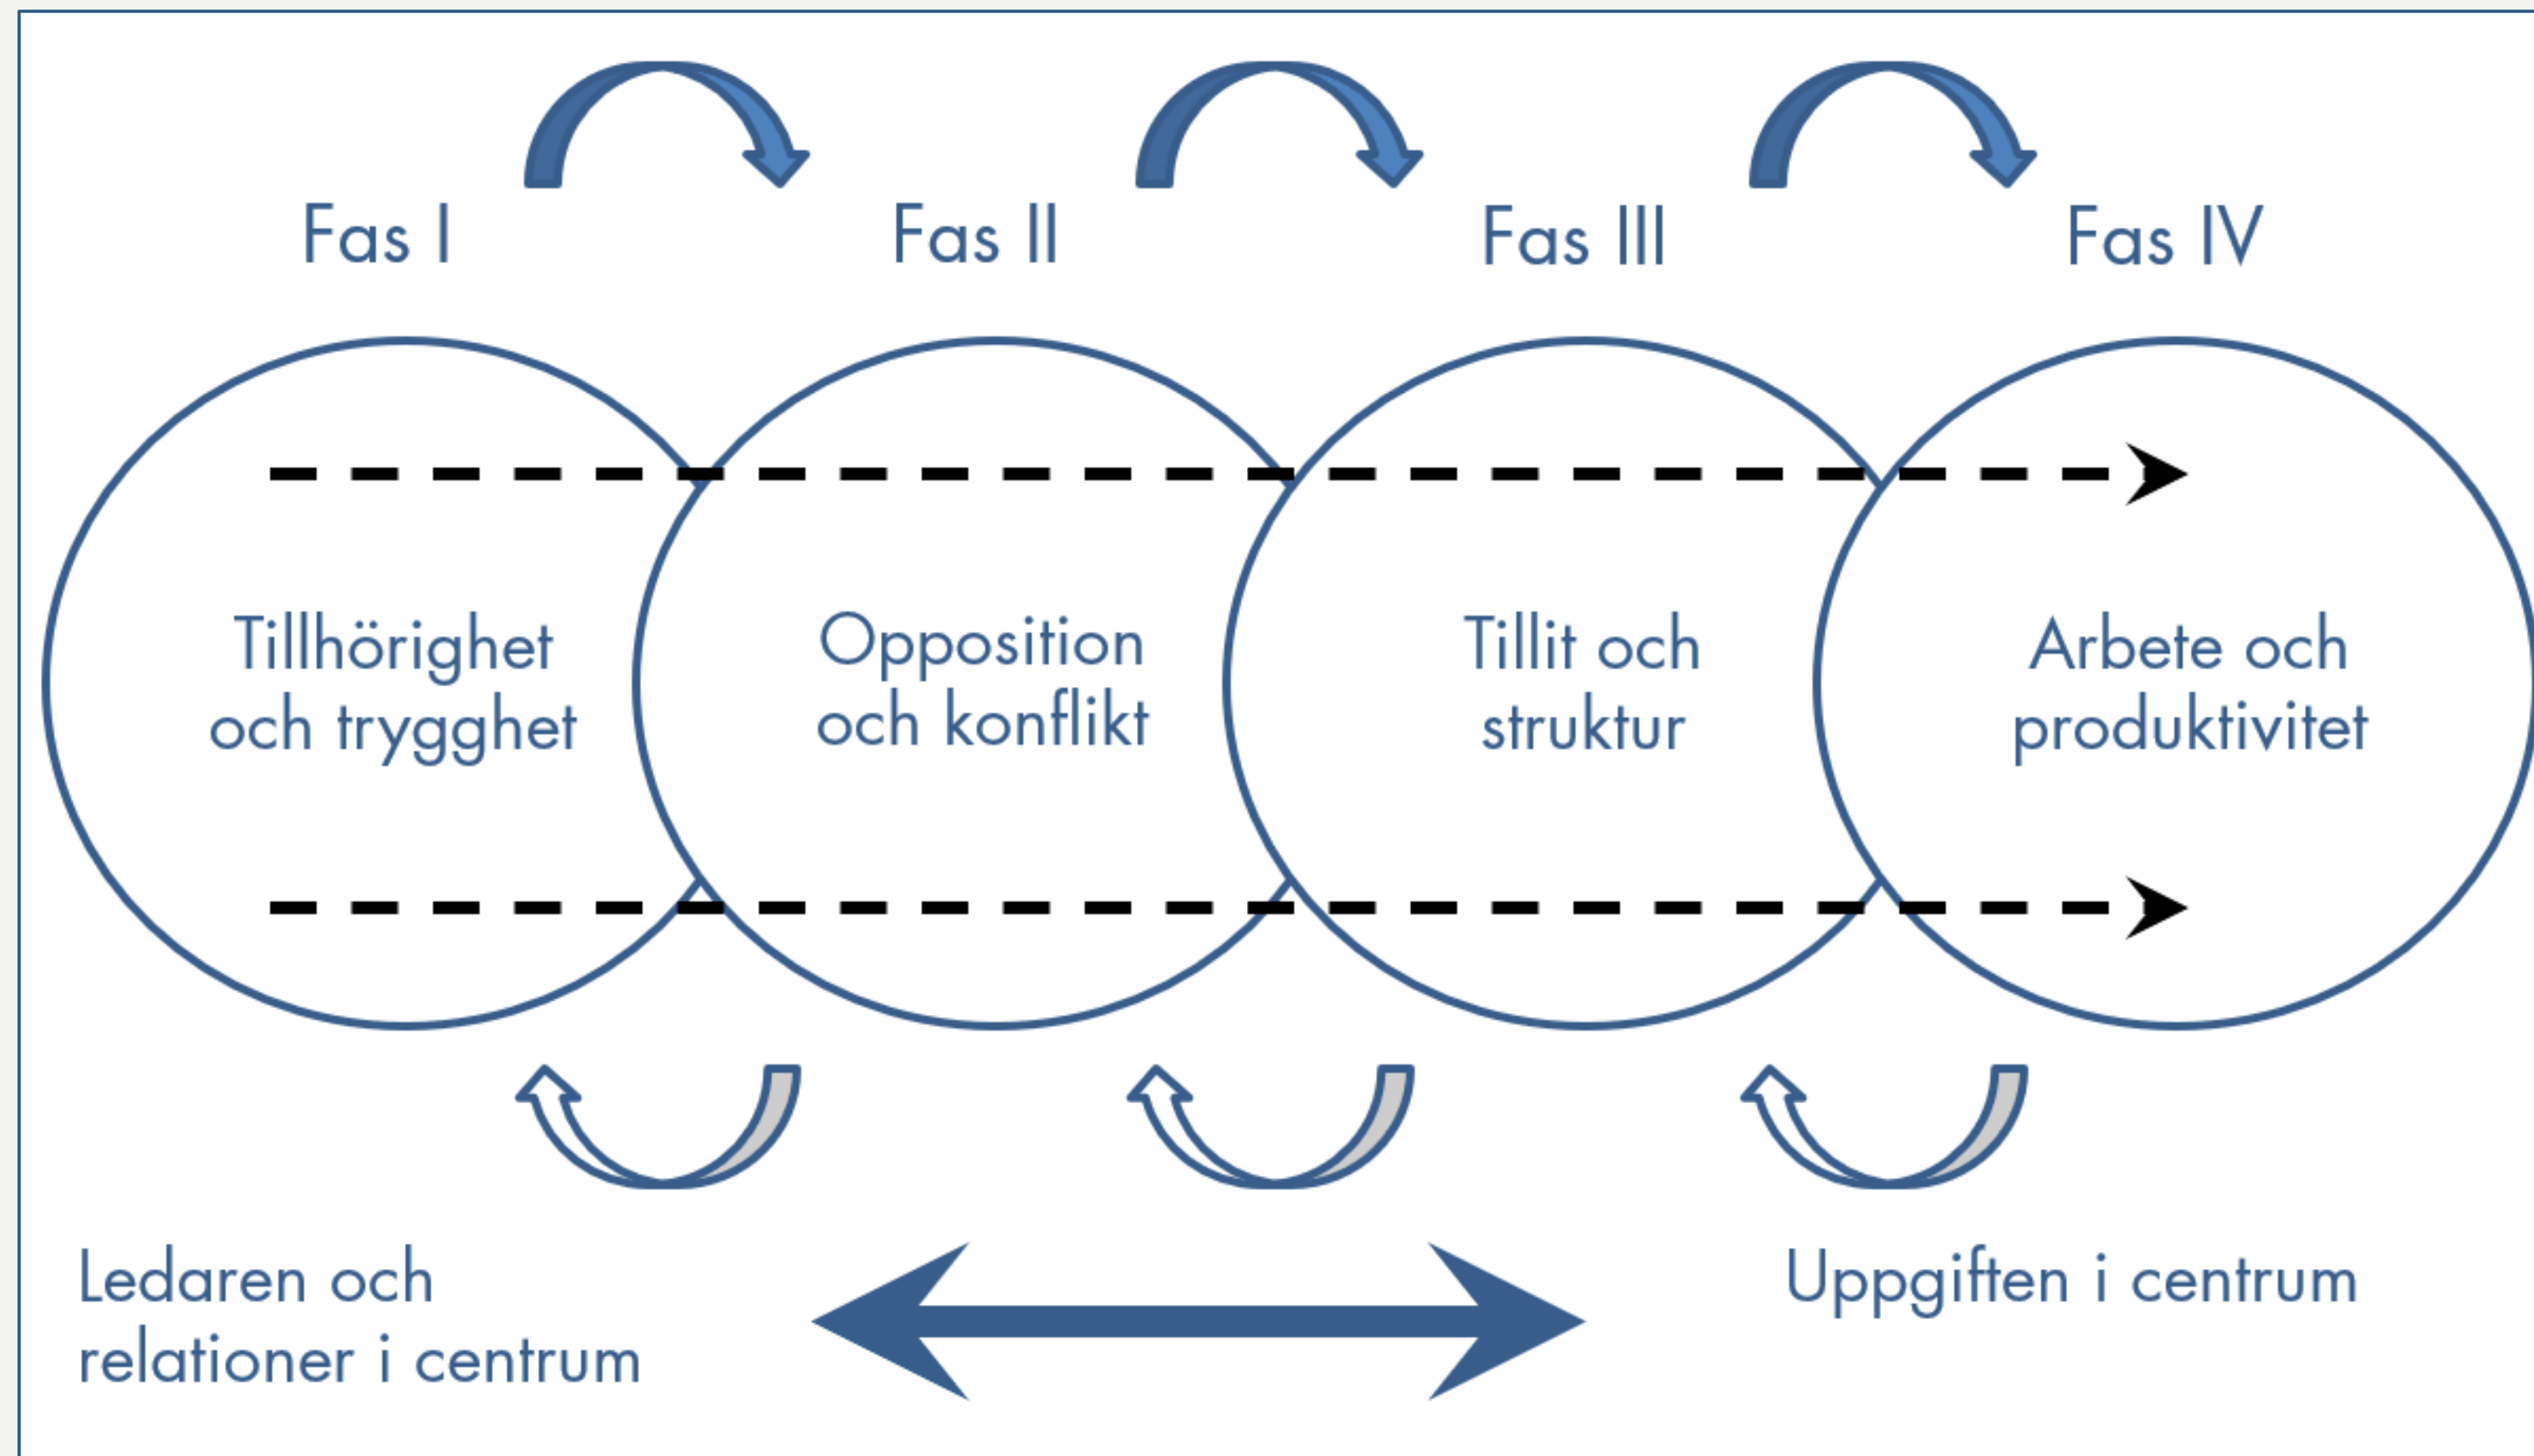 Fas I
Fas II
Fas III
Fas IV
Tillhörighet
och trygghet
Opposition
och konflikt
Tillit och
struktur
Arbete och
produktivitet
Ledaren och
relationer i centrum
Uppgiften i centrum